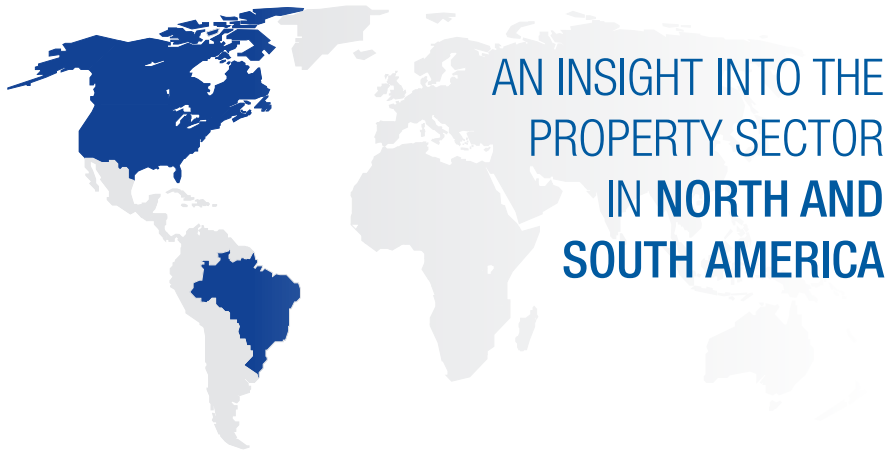 AN INSIGHT INTO THE
PROPERTY SECTOR
IN NORTH AND
SOUTH AMERICA